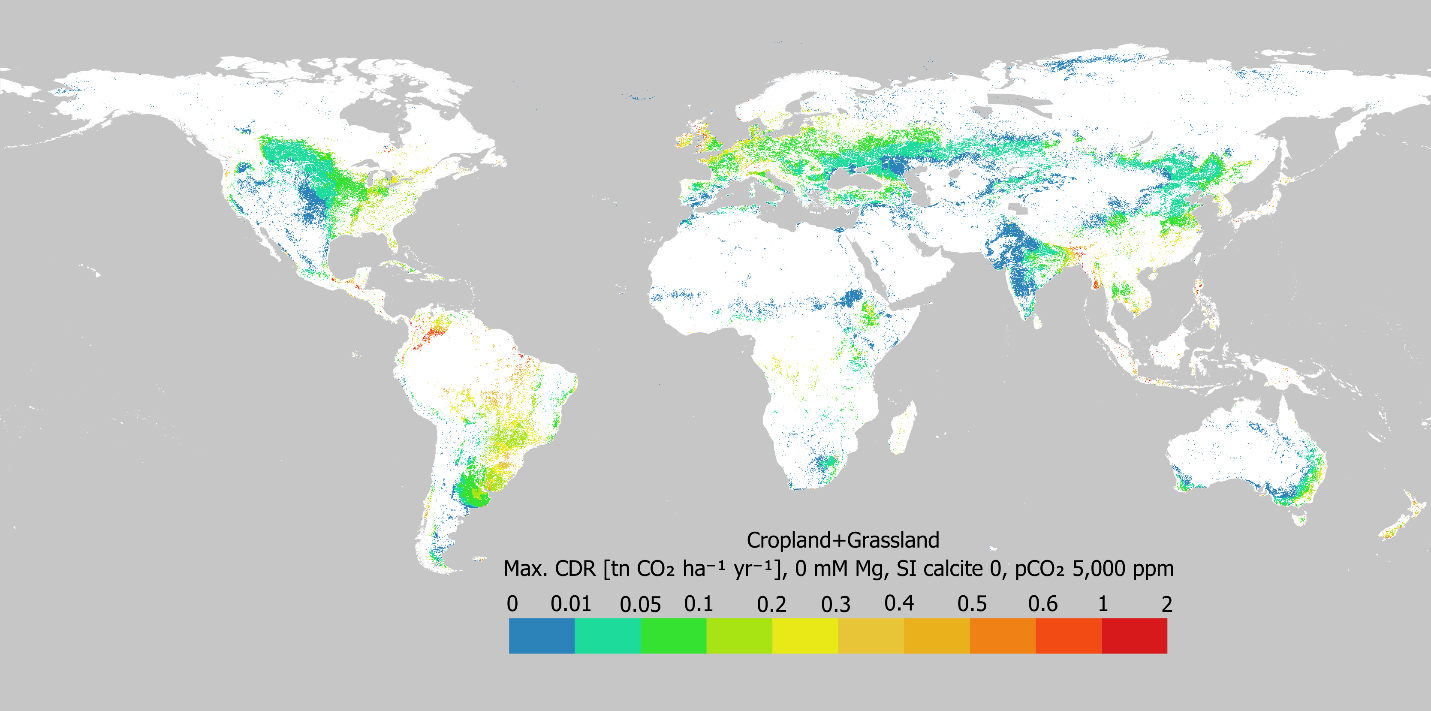 Cropland+Grassland
Max. CDR [tn CO₂ ha⁻¹ yr⁻¹], 0 mM Mg, SI calcite 0, pCO₂ 5,000 ppm
0 0.01 0.05 0.1 0.2 0.3 0.4 0.5 0.6 1 2